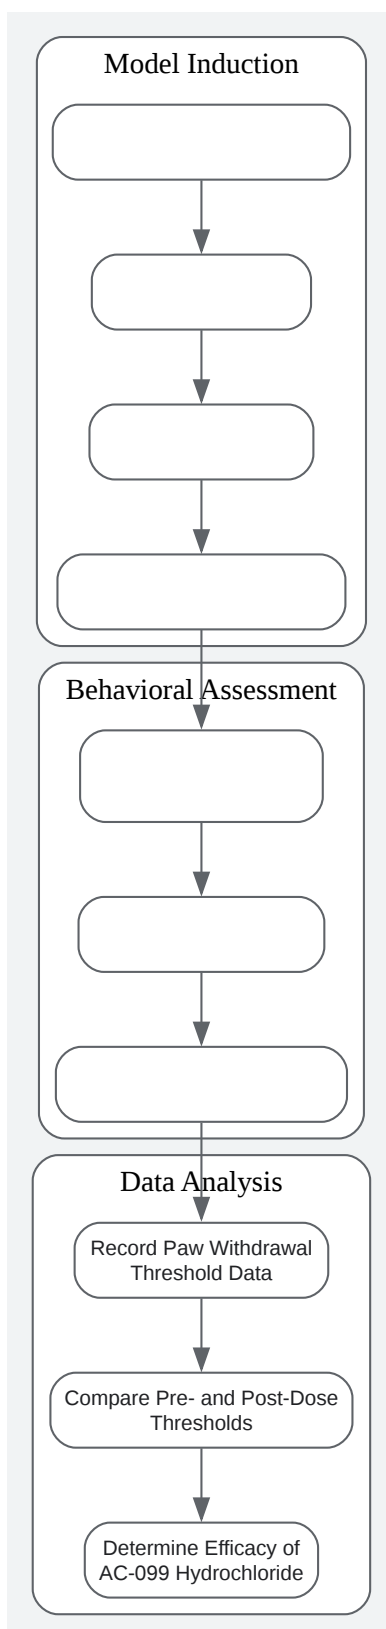 Model Induction
Behavioral Assessment
Data Analysis
Record Paw Withdrawal
Threshold Data
Compare Pre- and Post-Dose
Thresholds
Determine Efficacy of
AC-099 Hydrochloride